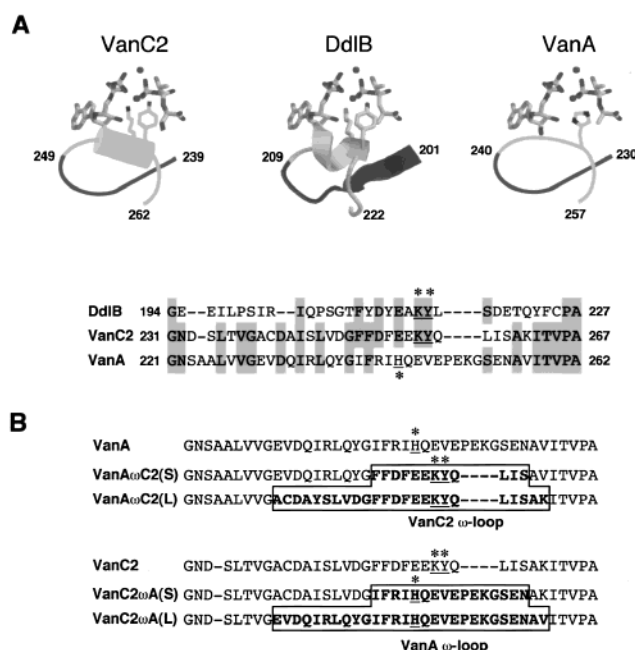 A
VanC2 DdlB VanA
249 239 262
209 201 222
240 230 257
**
DdlB 194 GE--EILPSIR-IQPSGTFYDYEAKYL----SDETQYFCPA 227
VanC2 231 GND-SLTVGACDAISLVDGFFDFEEKYQ----LISAKITVPA 267
VanA 221 GNSAALVVGEVDQIRLQYGIFRIHQEVEPEKGSENAVITVPA 262
*
B
*
VanA GNSAALVVGEVDQIRLQYGIFRIHQEVEPEKGSENAVITVPA
**
VanAωC2(S) GNSAALVVGEVDQIRLQYGFFDFEEKYQ----LISAVITVPA
VanAωC2(L) GNSAALVVGACDAYSLVDGFFDFEEKYQ----LISAKITVPA
VanC2 ω-loop
**
VanC2 GND-SLTVGACDAISLVDGFFDFEEKYQ----LISAKITVPA
*
VanC2ωA(S) GND-SLTVGACDAISLVDGIFRIHQEVEPEKGSENAKITVPA
VanC2ωA(L) GND-SLTVGEVDQIRLQYGIFRIHQEVEPEKGSENAVITVPA
VanA ω-loop